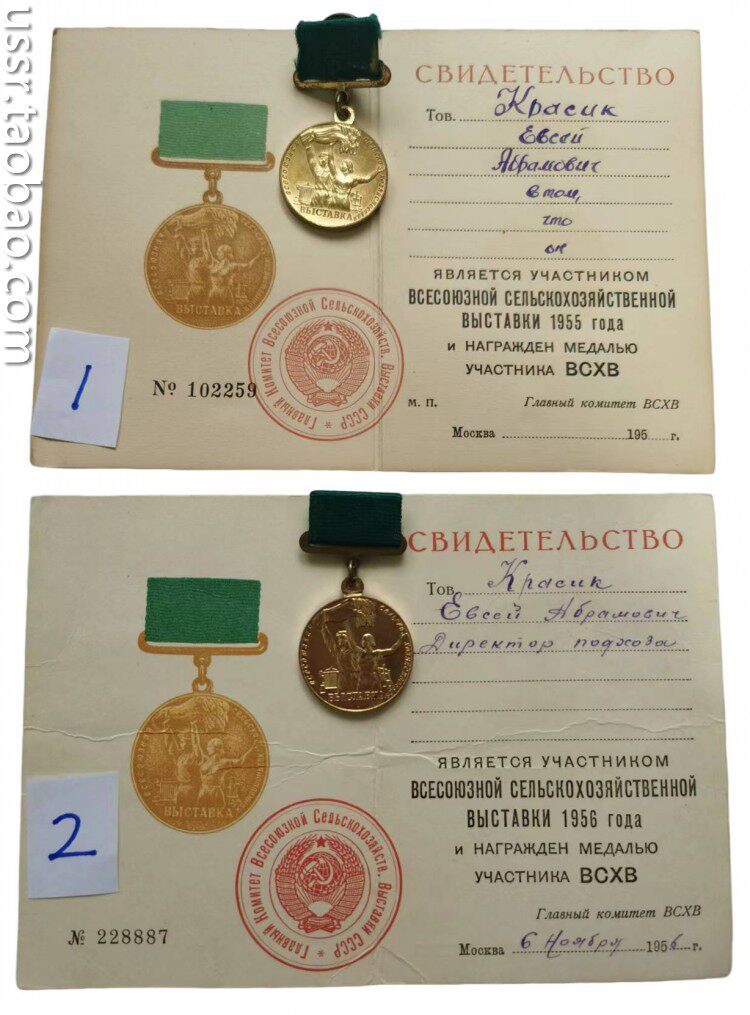 ussr.taobao.com
СВИДЕТЕЛЬСТВО
Тов. Красик
Евсей
Абрамович
в том,
что
он
ЯВЛЯЕТСЯ УЧАСТНИКОМ
ВСЕСОЮЗНОЙ СЕЛЬСКОХОЗЯЙСТВЕННОЙ
ВЫСТАВКИ 1955 года
и НАГРАЖДЕН МЕДАЛЬЮ
УЧАСТНИКА ВСХВ
М. П. Главный комитет ВСХВ
Москва 195 г.
ВЫСТАВКА
ВЫСТАВКА
Главный Комитет Всесоюзной Сельскохозяйств. Выставки СССР
№ 102259
1
СВИДЕТЕЛЬСТВО
Тов. Красик
Евсей Абрамович
Директор подхоза
ЯВЛЯЕТСЯ УЧАСТНИКОМ
ВСЕСОЮЗНОЙ СЕЛЬСКОХОЗЯЙСТВЕННОЙ
ВЫСТАВКИ 1956 года
и НАГРАЖДЕН МЕДАЛЬЮ
УЧАСТНИКА ВСХВ
Главный комитет ВСХВ
Москва 6 Ноября 1956 г.
ВЫСТАВКА
ВЫСТАВКА
Главный Комитет Всесоюзной Сельскохозяйств. Выставки СССР
№ 228887
2